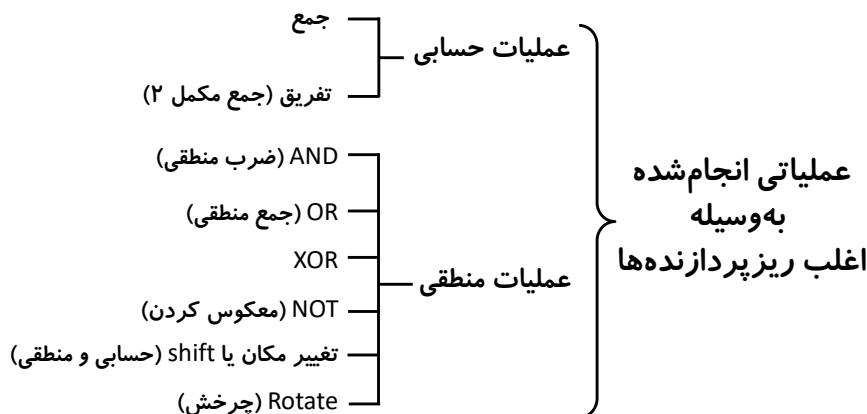 عملیاتی انجام‌شده
به‌وسیله
اغلب ریزپردازنده‌ها
عملیات حسابی
جمع
تفریق (جمع مکمل ۲)
عملیات منطقی
AND (ضرب منطقی)
OR (جمع منطقی)
XOR
NOT (معکوس کردن)
تغییر مکان یا shift (حسابی و منطقی)
Rotate (چرخش)